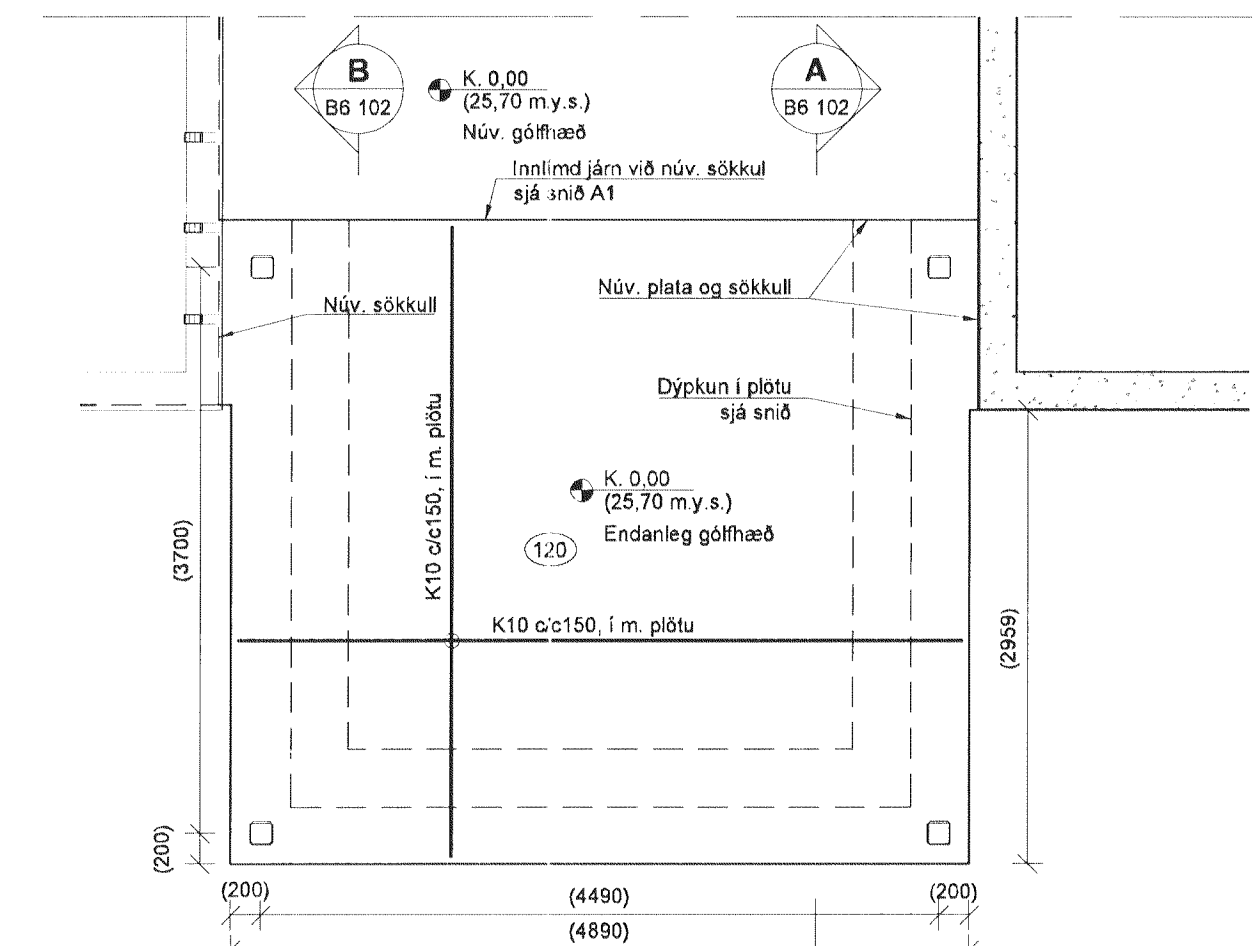 B
B6 102
K. 0,00
(25,70 m.y.s.)
Núv. gólfhæð
A
B6 102
Innlímd járn við núv. sökkul
sjá snið A1
Núv. sökkull
Núv. plata og sökkull
Dýpkun í plötu
sjá snið
K10 c/c150, í m. plötu
K. 0,00
(25,70 m.y.s.)
Endanleg gólfhæð
120
K10 c/c150, í m. plötu
(3700)
(2959)
(200)
(200)
(4490)
(200)
(4890)